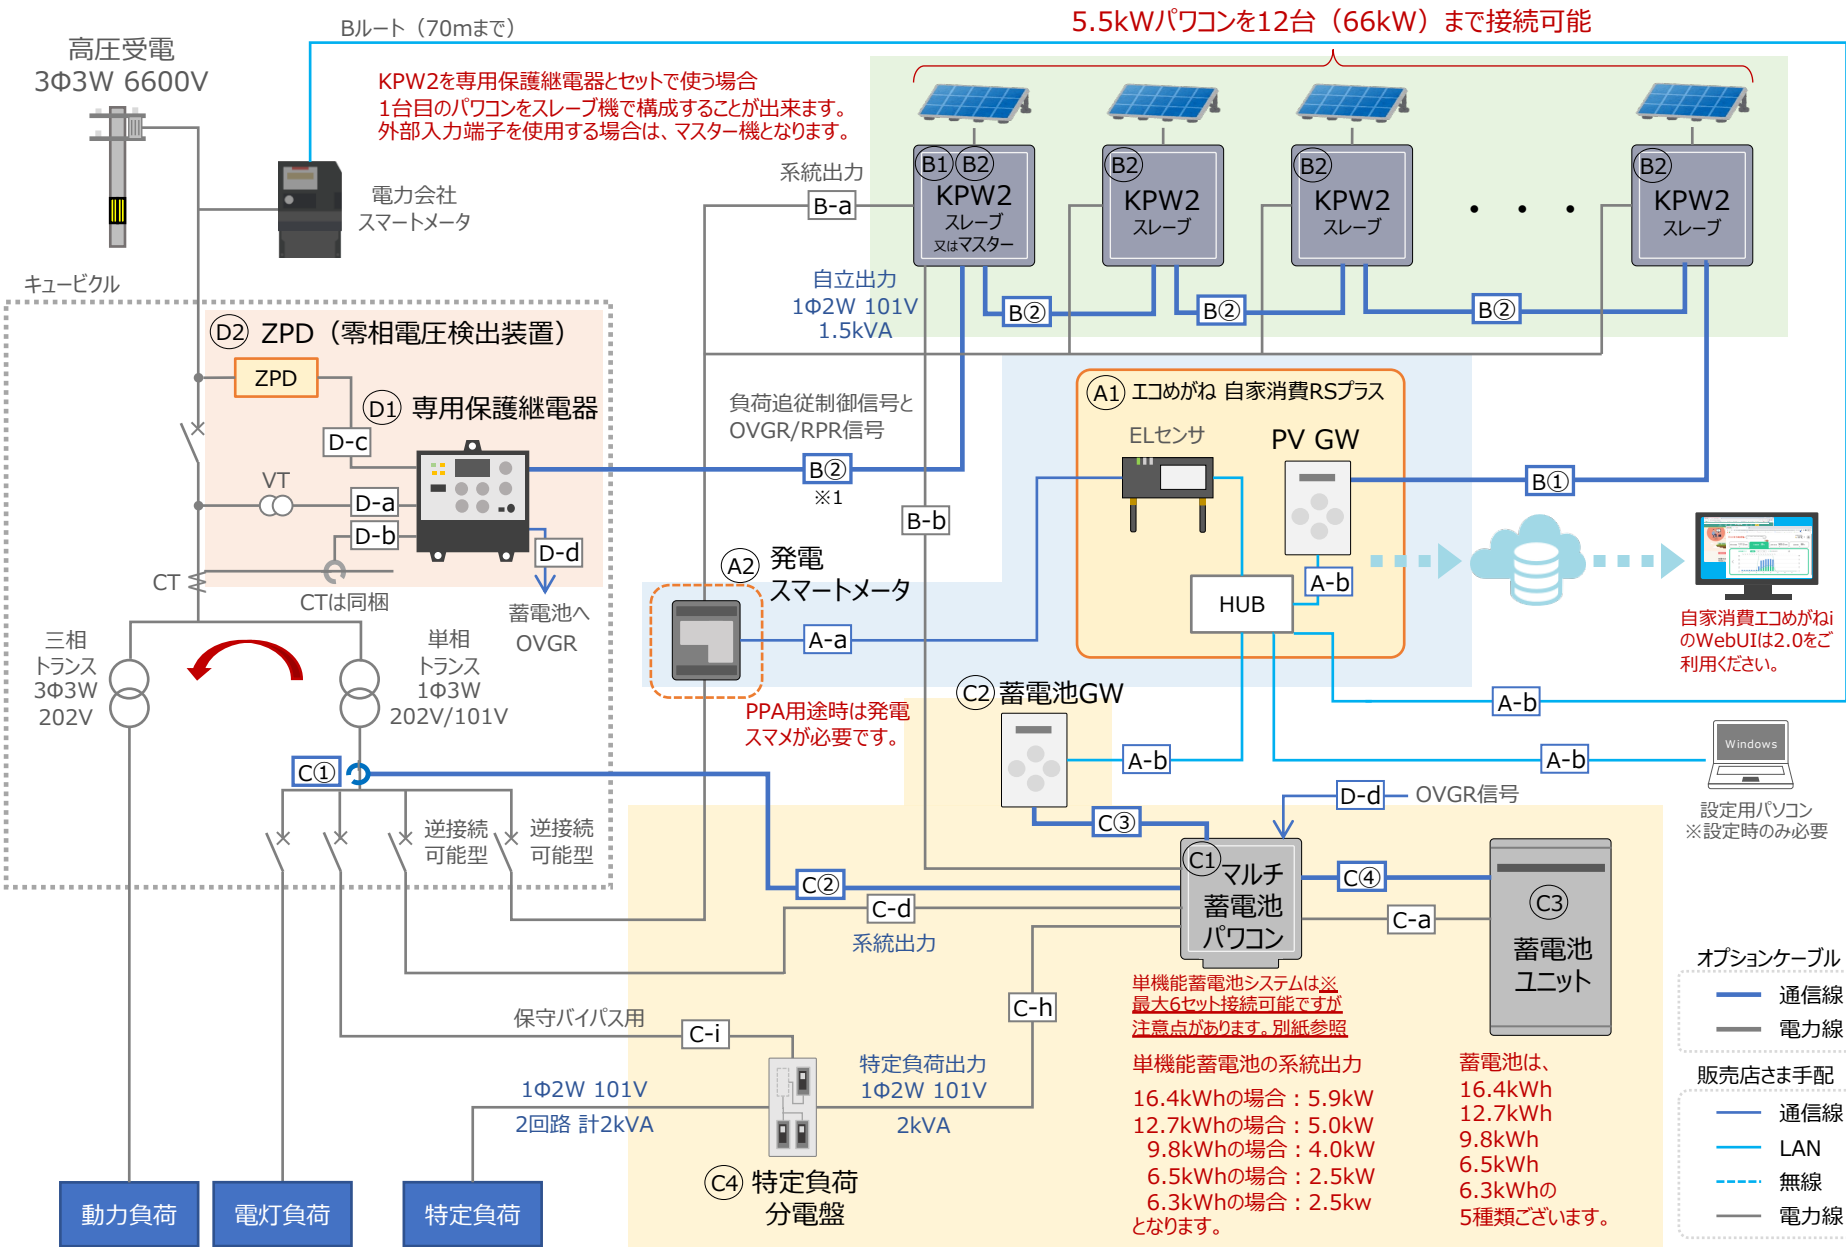 5.5kWパワコンを12台（66kW）まで接続可能
Bルート（70mまで）
高圧受電
3Φ3W 6600V
KPW2を専用保護継電器とセットで使う場合
1台目のパワコンをスレーブ機で構成することが出来ます。
外部入力端子を使用する場合は、マスター機となります。
電力会社
スマートメータ
系統出力
B-a
B1 B2
KPW2
スレーブ
又はマスター
B2
KPW2
スレーブ
B2
KPW2
スレーブ
・ ・ ・
B2
KPW2
スレーブ
自立出力
1Φ2W 101V
1.5kVA
B②
B②
B②
キュービクル
D2 ZPD（零相電圧検出装置）
ZPD
D1 専用保護継電器
D-c
VT
D-a
D-b
D-d
CT
CTは同梱
蓄電池へ
OVGR
負荷追従制御信号と
OVGR/RPR信号
B②
※1
B-b
A1 エコめがね 自家消費RSプラス
ELセンサ
PV GW
B①
A-b
HUB
A2 発電
スマートメータ
A-a
自家消費エコめがねi
のWebUIは2.0をご
利用ください。
三相
トランス
3Φ3W
202V
単相
トランス
1Φ3W
202V/101V
PPA用途時は発電
スマメが必要です。
C2 蓄電池GW
A-b
A-b
A-b
Windows
設定用パソコン
※設定時のみ必要
C①
逆接続
可能型
逆接続
可能型
C③
D-d
OVGR信号
C②
C-d
系統出力
C1 マルチ
蓄電池
パワコン
C④
C-a
C3
蓄電池
ユニット
C-h
保守バイパス用
C-i
1Φ2W 101V
2回路 計2kVA
特定負荷出力
1Φ2W 101V
2kVA
C4 特定負荷
分電盤
単機能蓄電池システムは※
最大6セット接続可能ですが
注意点があります。別紙参照
単機能蓄電池の系統出力
16.4kWhの場合：5.9kW
12.7kWhの場合：5.0kW
9.8kWhの場合：4.0kW
6.5kWhの場合：2.5kW
6.3kWhの場合：2.5kw
となります。
蓄電池は、
16.4kWh
12.7kWh
9.8kWh
6.5kWh
6.3kWhの
5種類ございます。
オプションケーブル
通信線
電力線
販売店さま手配
通信線
LAN
無線
電力線
動力負荷
電灯負荷
特定負荷